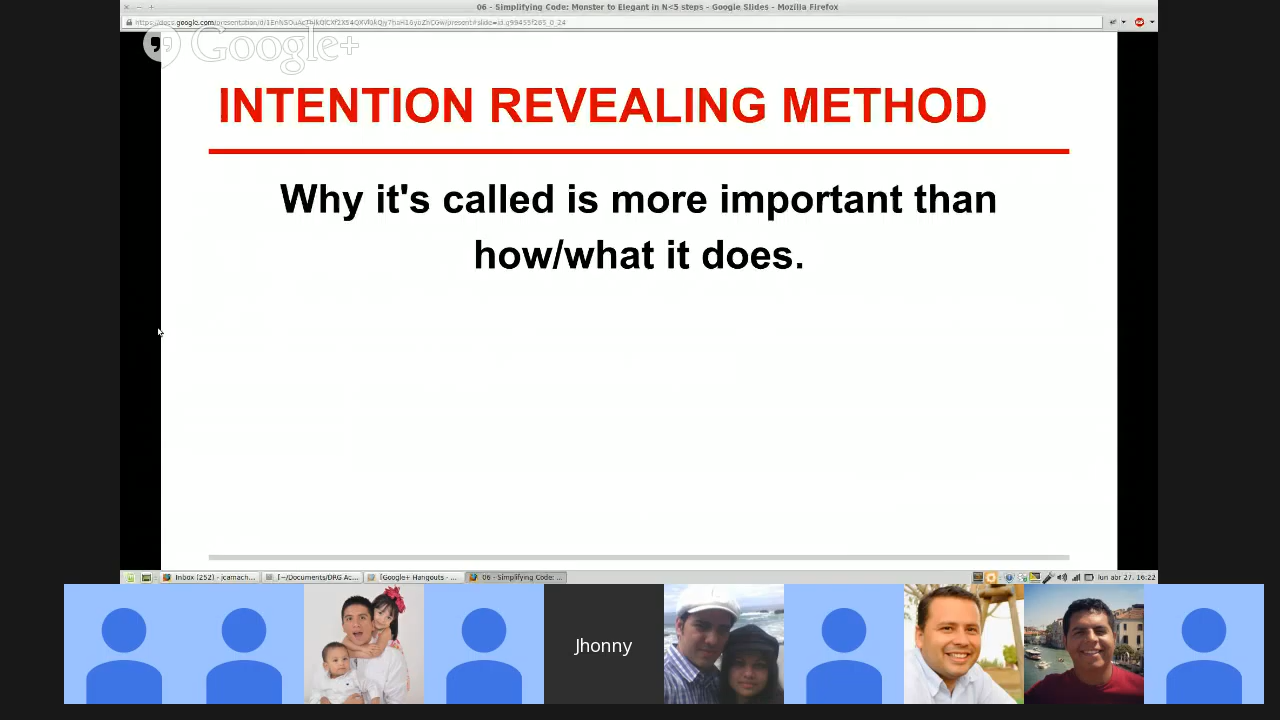 06 - Simplifying Code: Monster to Elegant in N<5 steps - Google Slides - Mozilla Firefox
Google+
INTENTION REVEALING METHOD
Why it's called is more important than
how/what it does.
Inbox (252) - jcamach...
[~/Documents/DRG Ac...
[Google+ Hangouts - ...
06 - Simplifying Code: ...
lun abr 27, 16:22
Jhonny